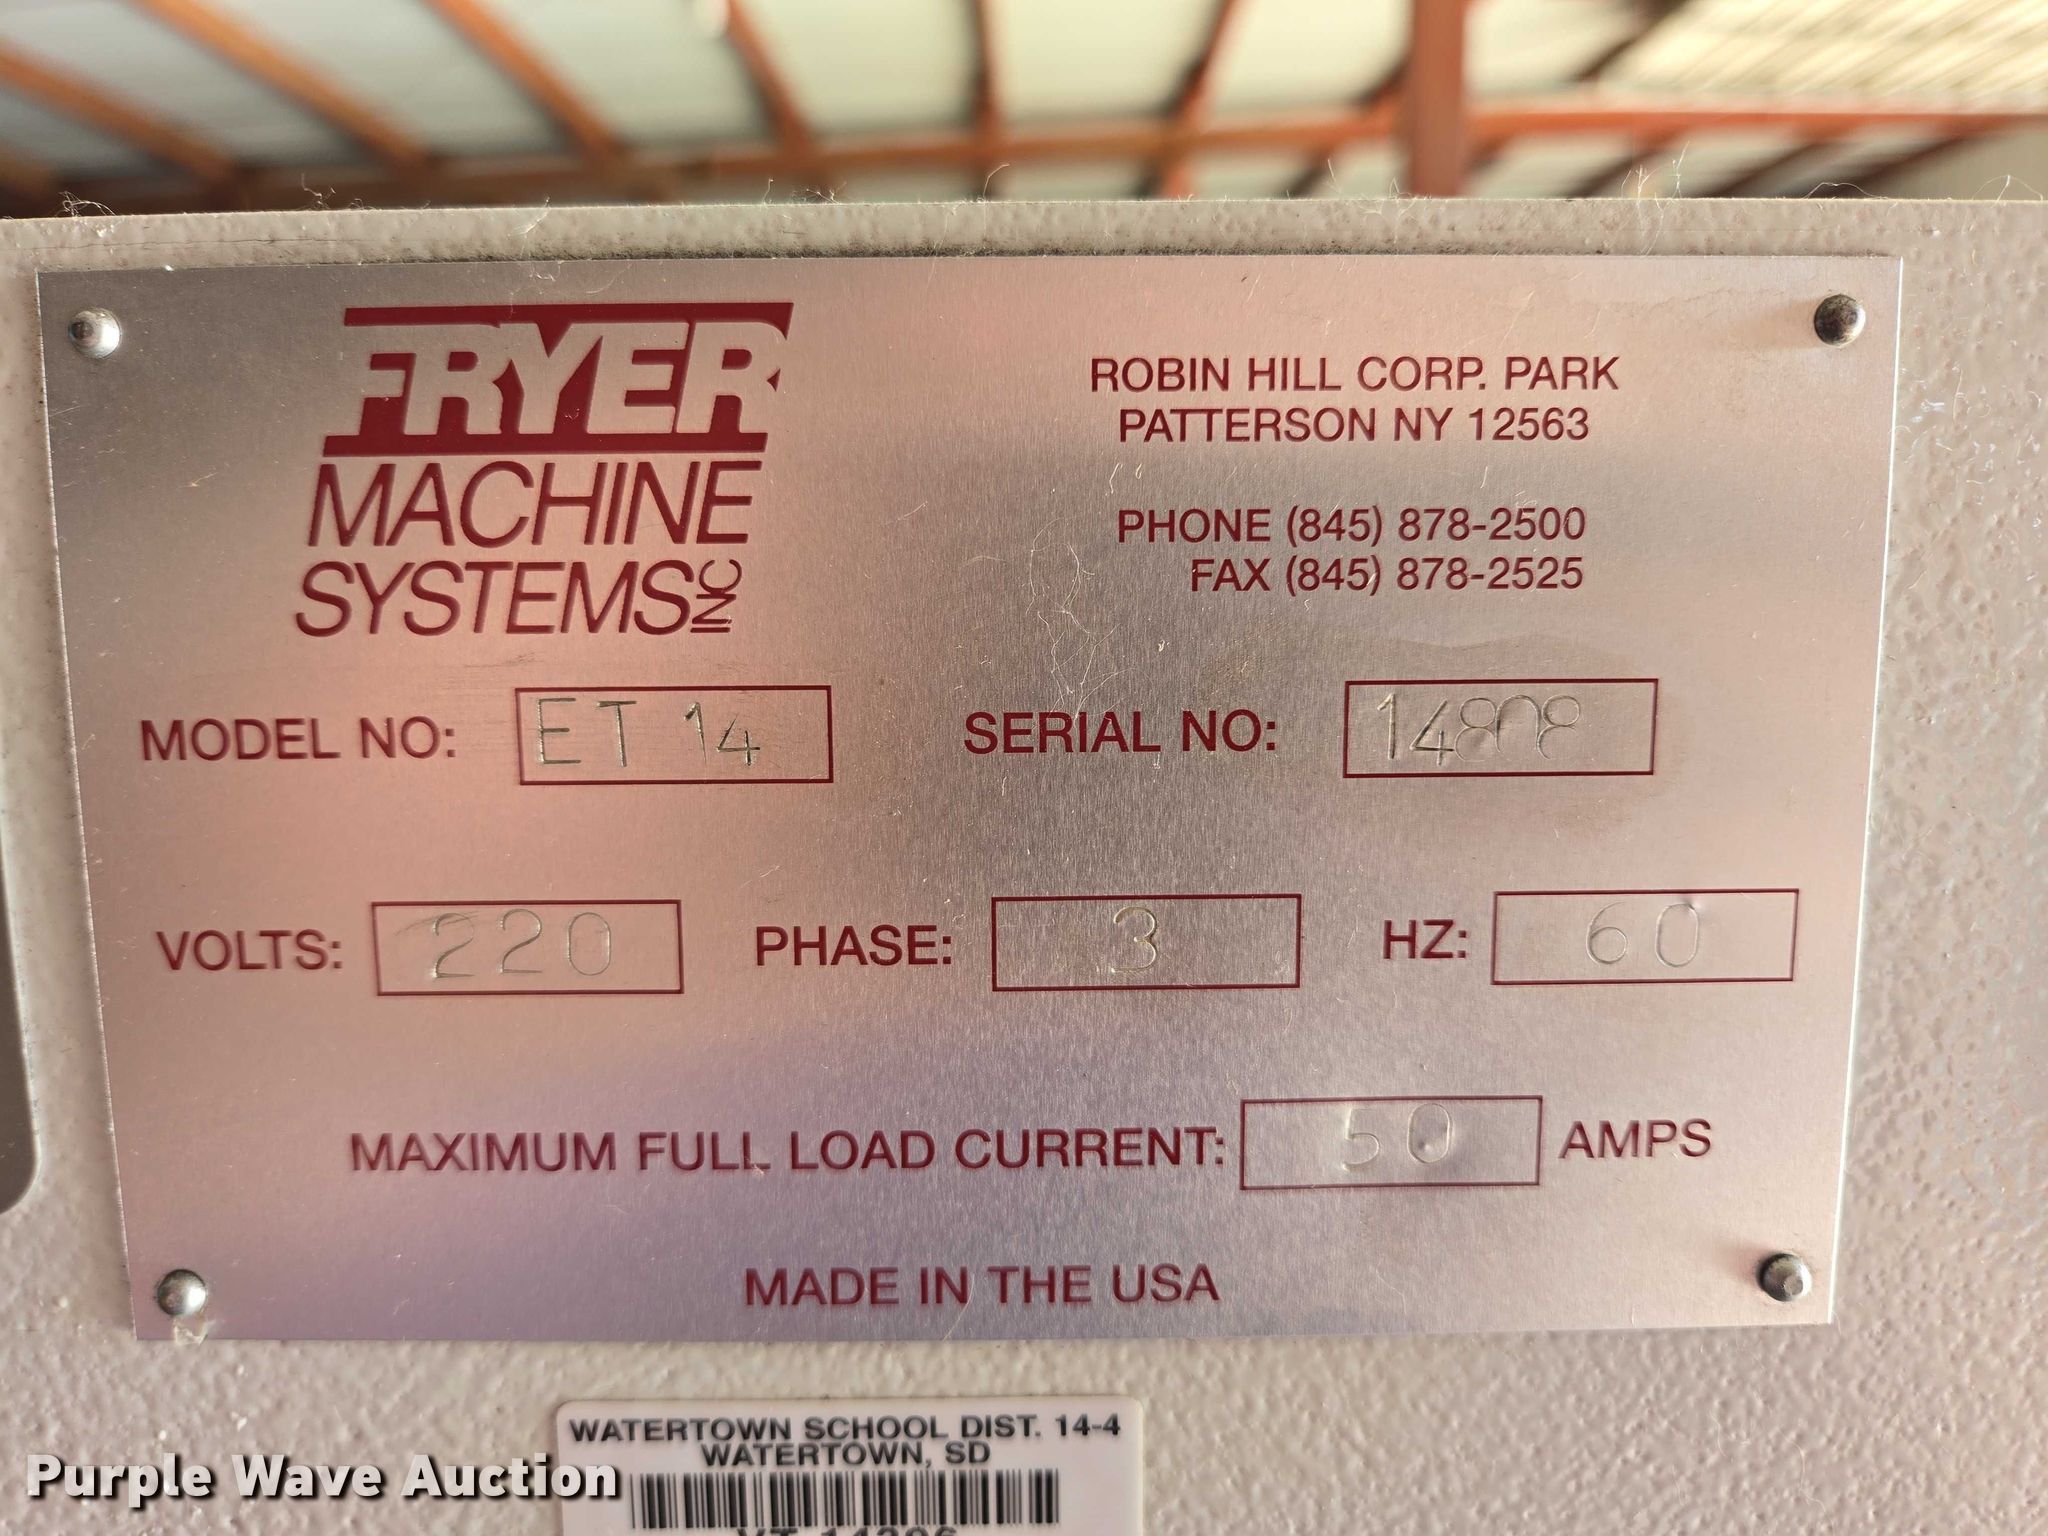 FRYER
MACHINE
SYSTEMS INC
ROBIN HILL CORP. PARK
PATTERSON NY 12563
PHONE (845) 878-2500
FAX (845) 878-2525
MODEL NO: ET 14 SERIAL NO: 14808
VOLTS: 220 PHASE: 3 HZ: 60
MAXIMUM FULL LOAD CURRENT: 50 AMPS
MADE IN THE USA
WATERTOWN SCHOOL DIST. 14-4
WATERTOWN, SD
Purple Wave Auction